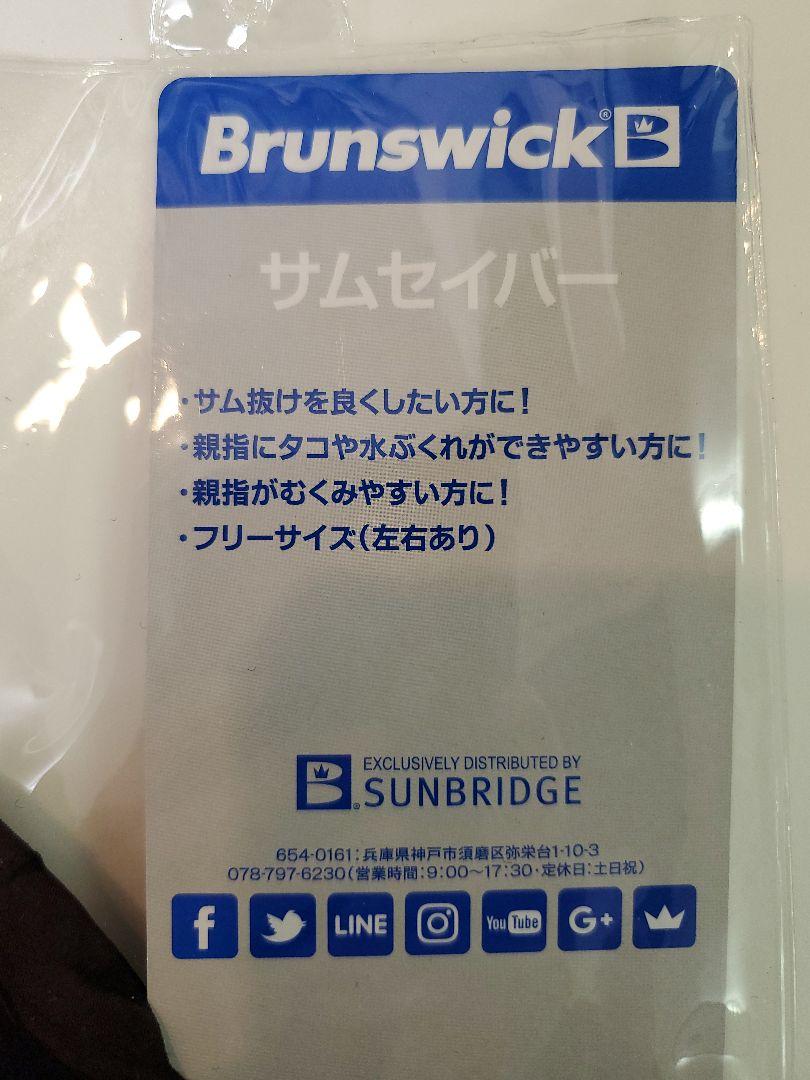 Brunswick® B
サムセイバー
・サム抜けを良くしたい方に!
・親指にタコや水ぶくれができやすい方に!
・親指がむくみやすい方に!
・フリーサイズ(左右あり)
B® EXCLUSIVELY DISTRIBUTED BY
SUNBRIDGE
654-0161:兵庫県神戸市須磨区弥栄台1-10-3
078-797-6230(営業時間:9:00〜17:30・定休日:土日祝)
f LINE You Tube G+